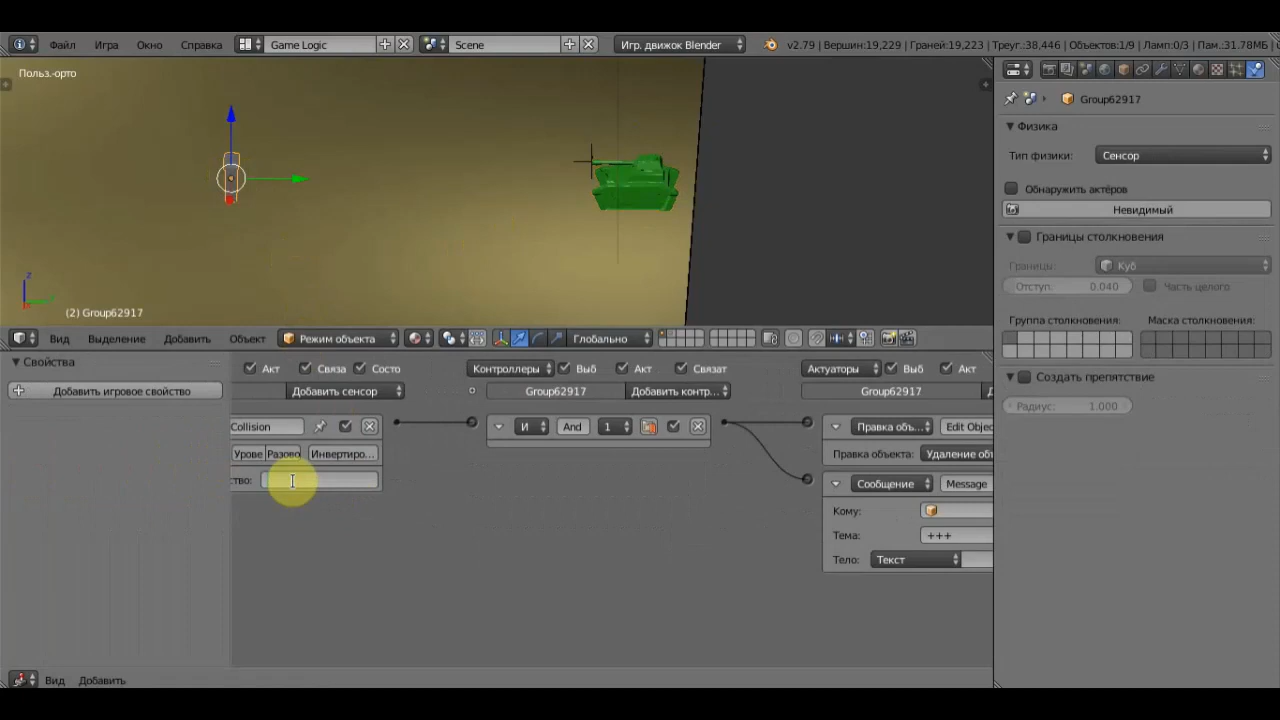 Файл Игра Окно Справка Game Logic Scene Игр. движок Blender v2.79 | Вершин:19,229 | Граней:19,223 | Треуг.:38,446 | Объектов:1/9 | Ламп:0/3 | Пам.:31.78МБ |
Польз.-орто
Group62917
Физика
Тип физики: Сенсор
Обнаружить актёров
Невидимый
Границы столкновения
Границы: Куб
Отступ: 0.040 Часть целого
Группа столкновения: Маска столкновения:
Создать препятствие
Радиус: 1.000
z
(2) Group62917
Вид Выделение Добавить Объект Режим объекта Глобально
Свойства
Добавить игровое свойство
Акт Связа Состо Контроллеры Выб Акт Связат Актуаторы Выб Акт
Добавить сенсор Group62917 Добавить контр... Group62917
Collision И And 1 Правка объ... Edit Objec
Урове Разово Инвертиро... Правка объекта: Удаление объ
ство: Сообщение Message
Кому:
Тема: +++
Тело: Текст
Вид Добавить